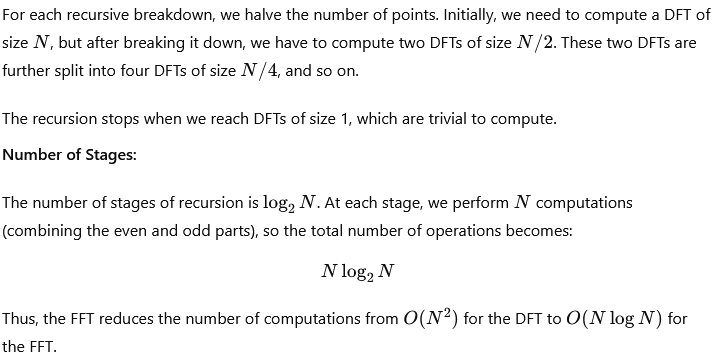 For each recursive breakdown, we halve the number of points. Initially, we need to compute a DFT of
size N, but after breaking it down, we have to compute two DFTs of size N/2. These two DFTs are
further split into four DFTs of size N/4, and so on.
The recursion stops when we reach DFTs of size 1, which are trivial to compute.
Number of Stages:
The number of stages of recursion is log₂ N. At each stage, we perform N computations
(combining the even and odd parts), so the total number of operations becomes:
N log₂ N
Thus, the FFT reduces the number of computations from O(N²) for the DFT to O(N log N) for
the FFT.